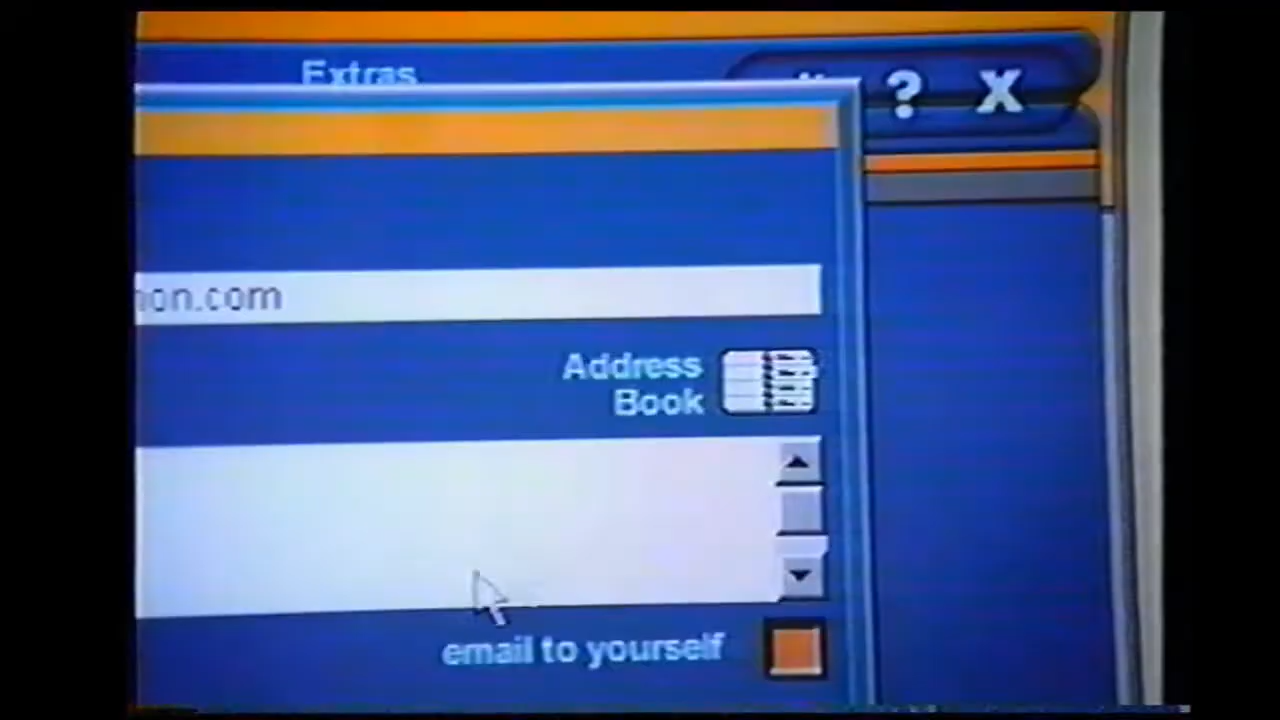 Extras
? X
non.com
Address
Book
email to yourself